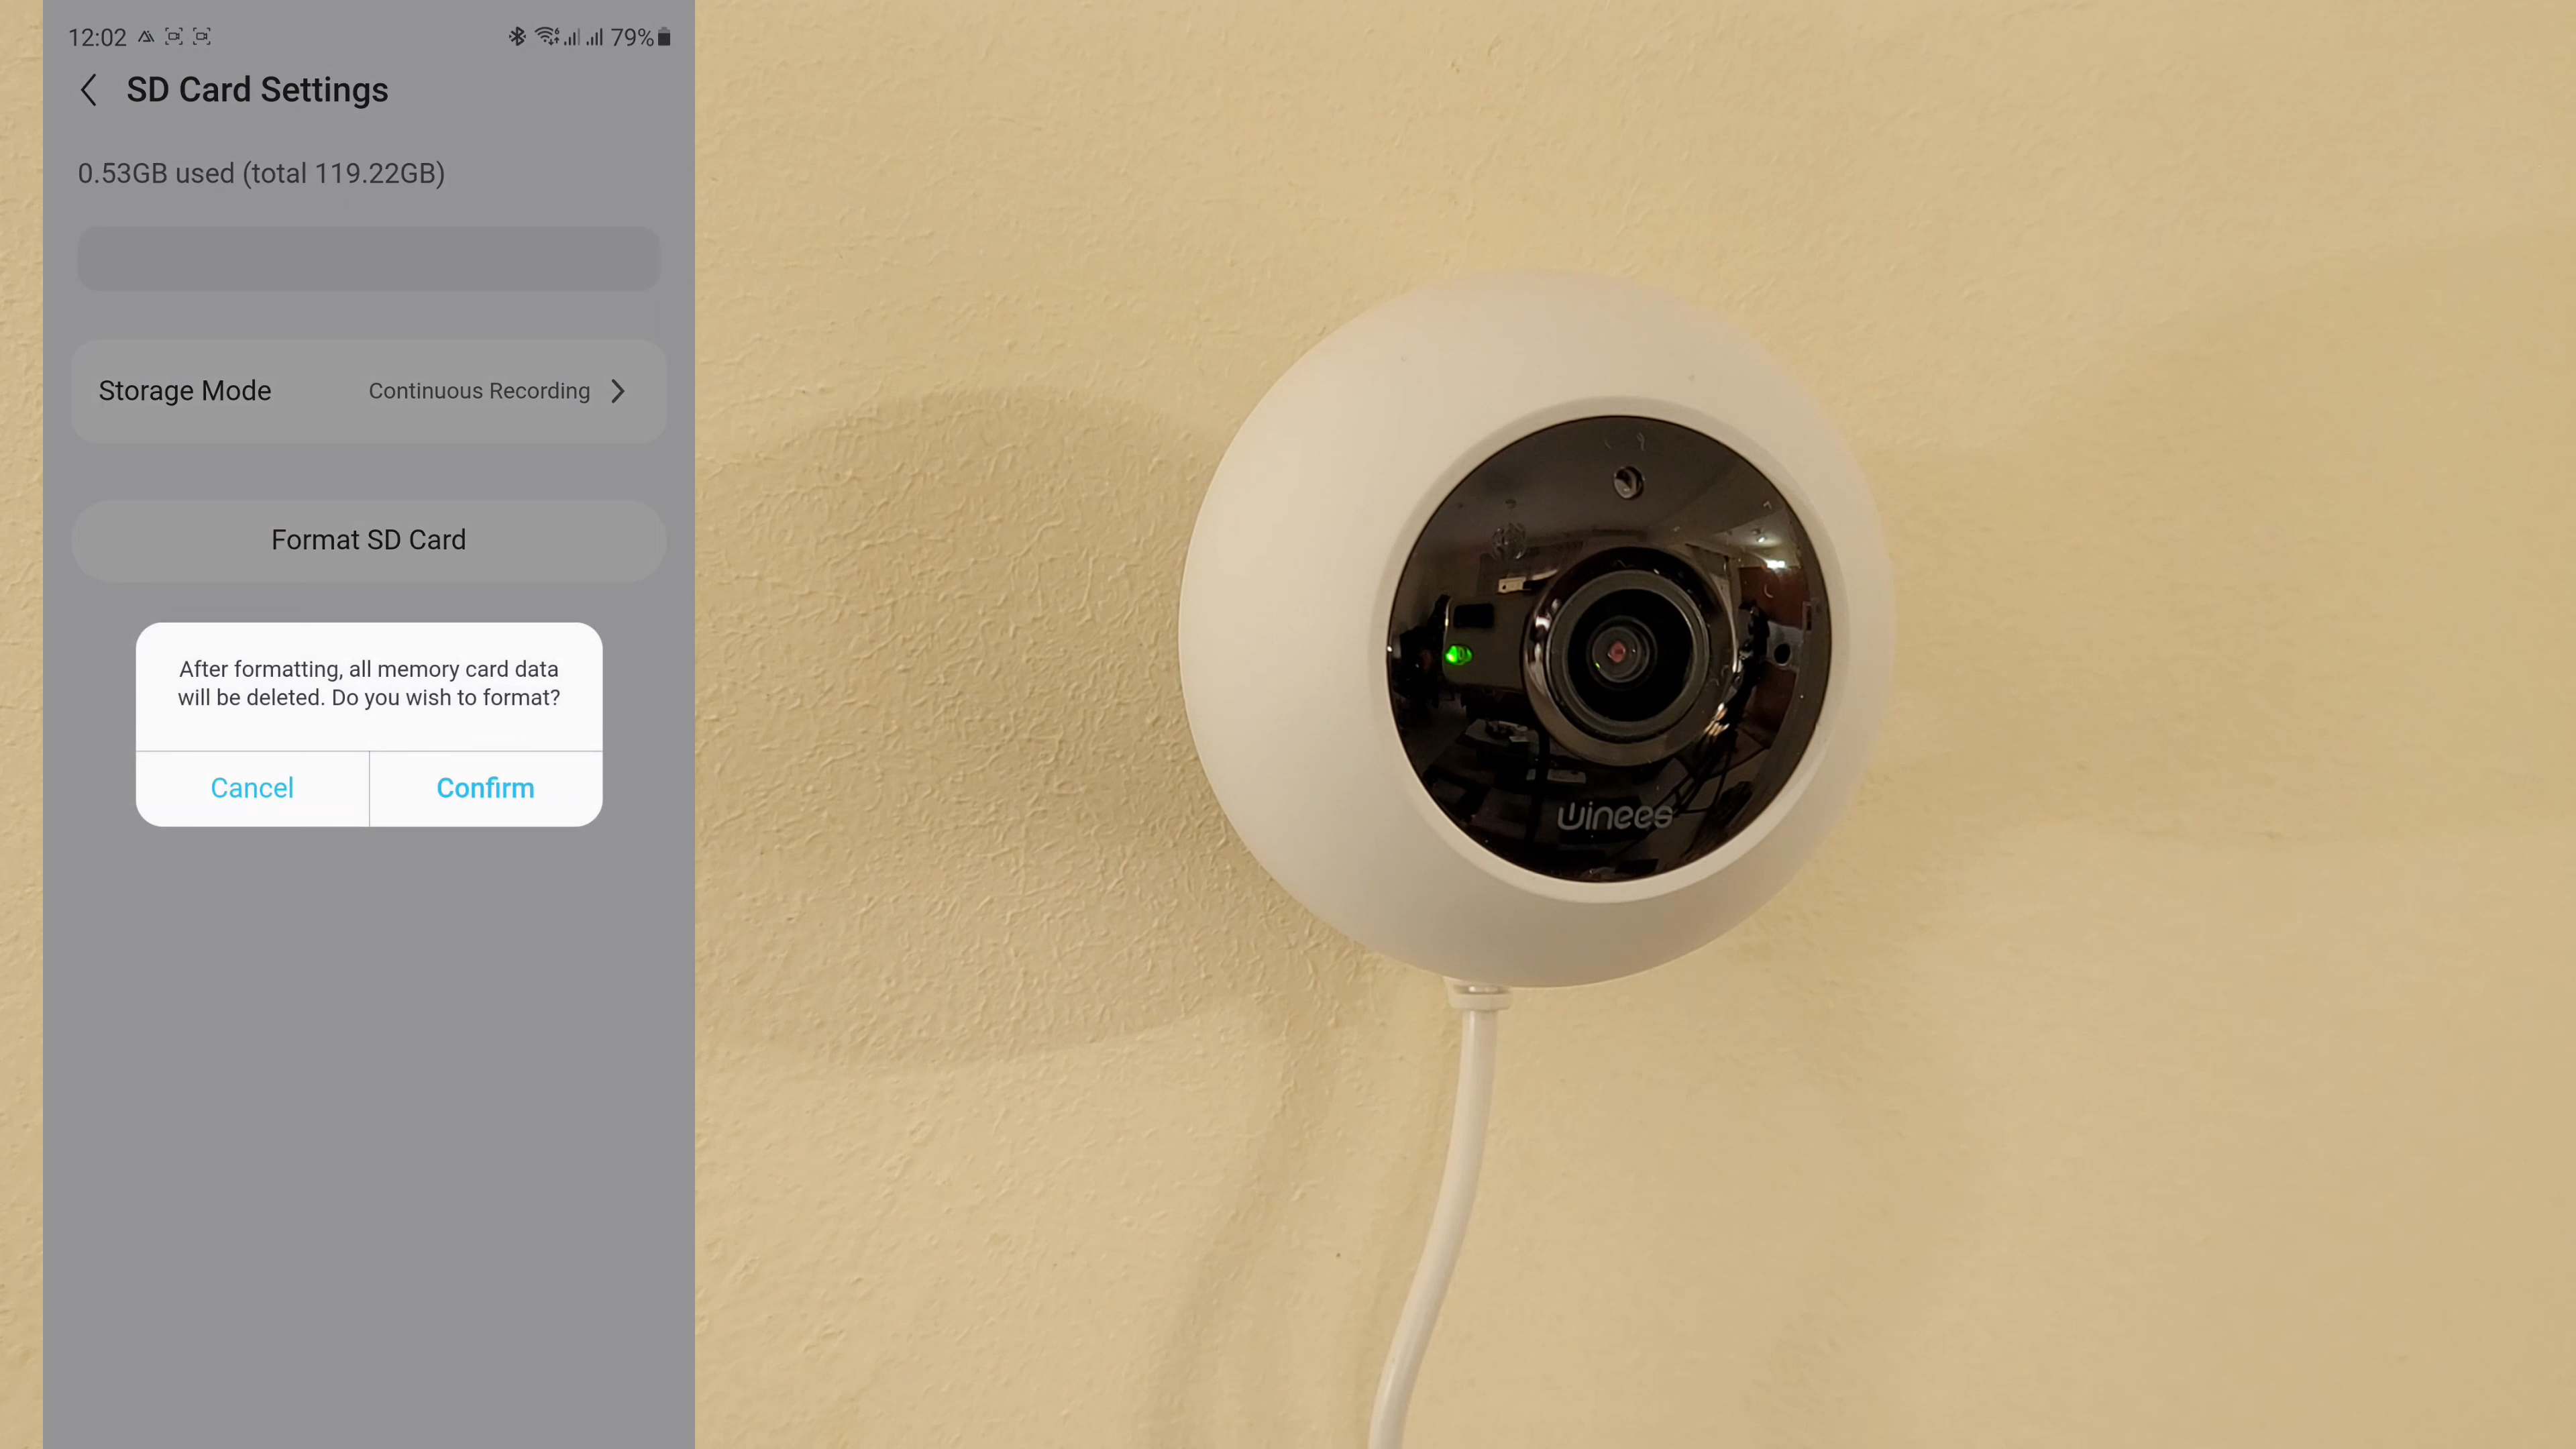 12:02 79%
SD Card Settings
0.53GB used (total 119.22GB)
Storage Mode Continuous Recording
Format SD Card
After formatting, all memory card data
will be deleted. Do you wish to format?
Cancel Confirm
winees